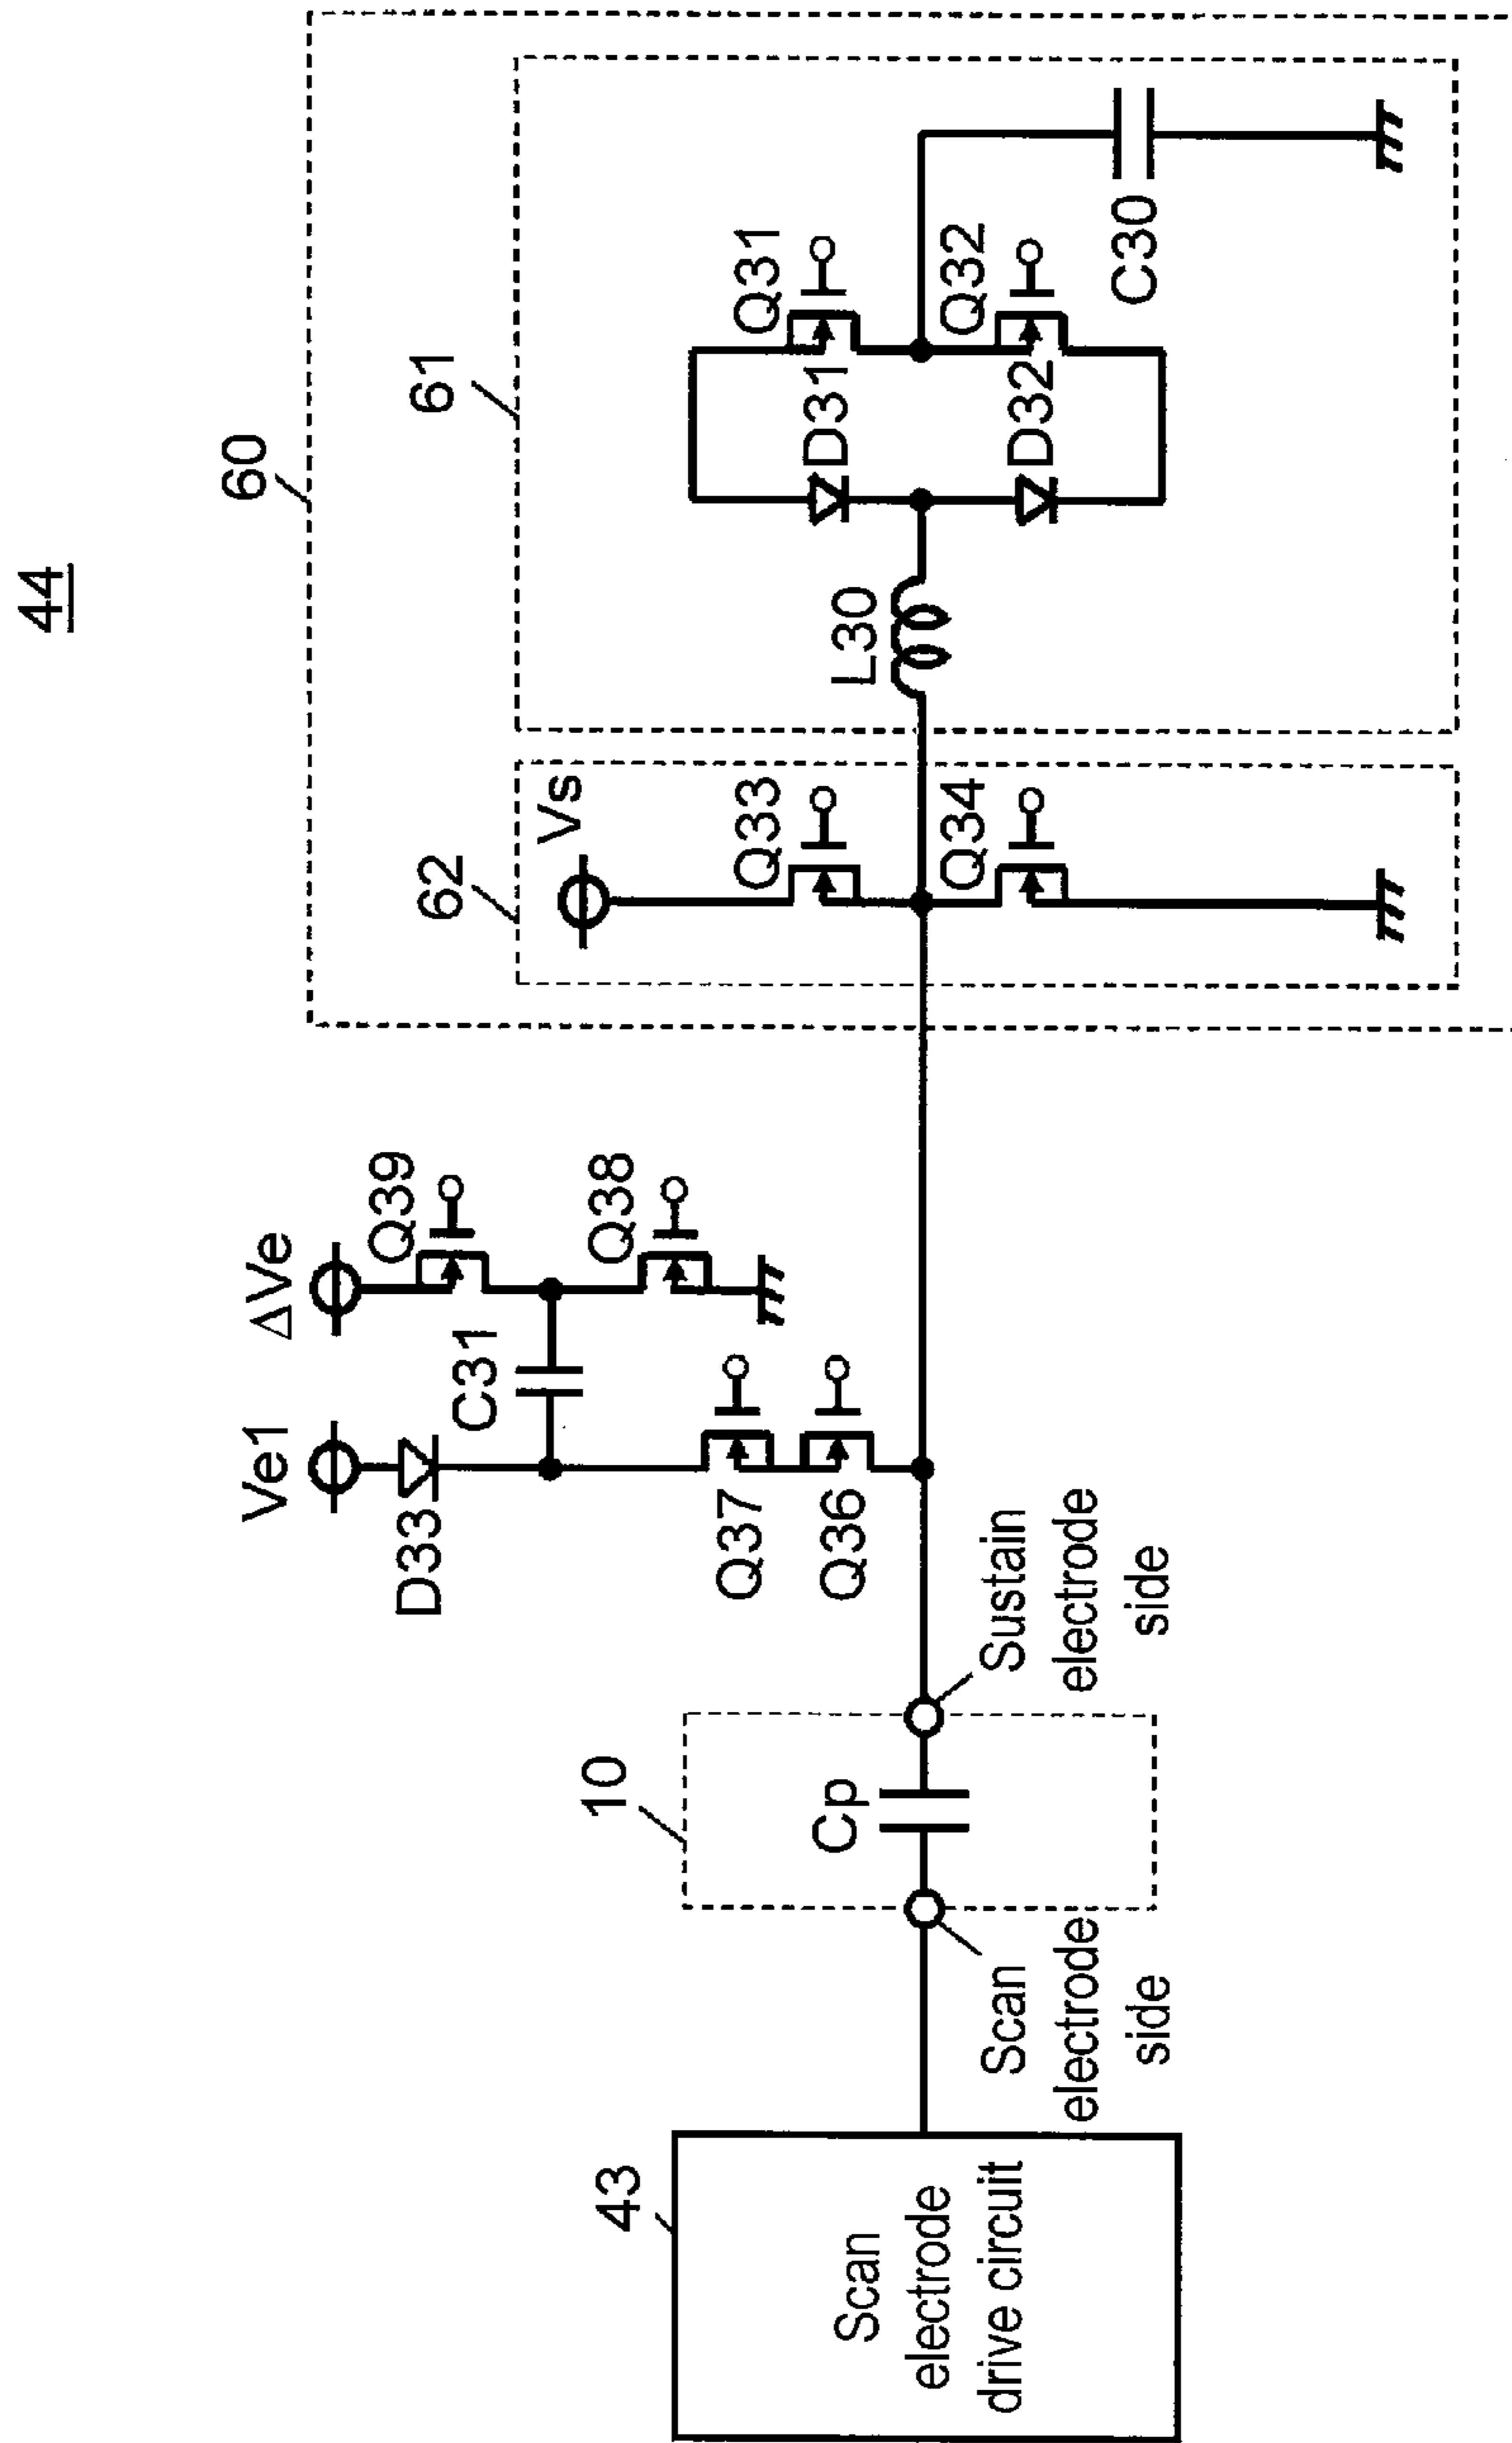 44
60
61
62
Vs
Q31
Q32
D31
D32
C30
L30
Q33
Q34
ΔVe
Q39
Q38
Ve1
C31
D33
Q37
Q36
Sustain
electrode
side
10
Cp
Scan
electrode
side
43
Scan
electrode
drive circuit